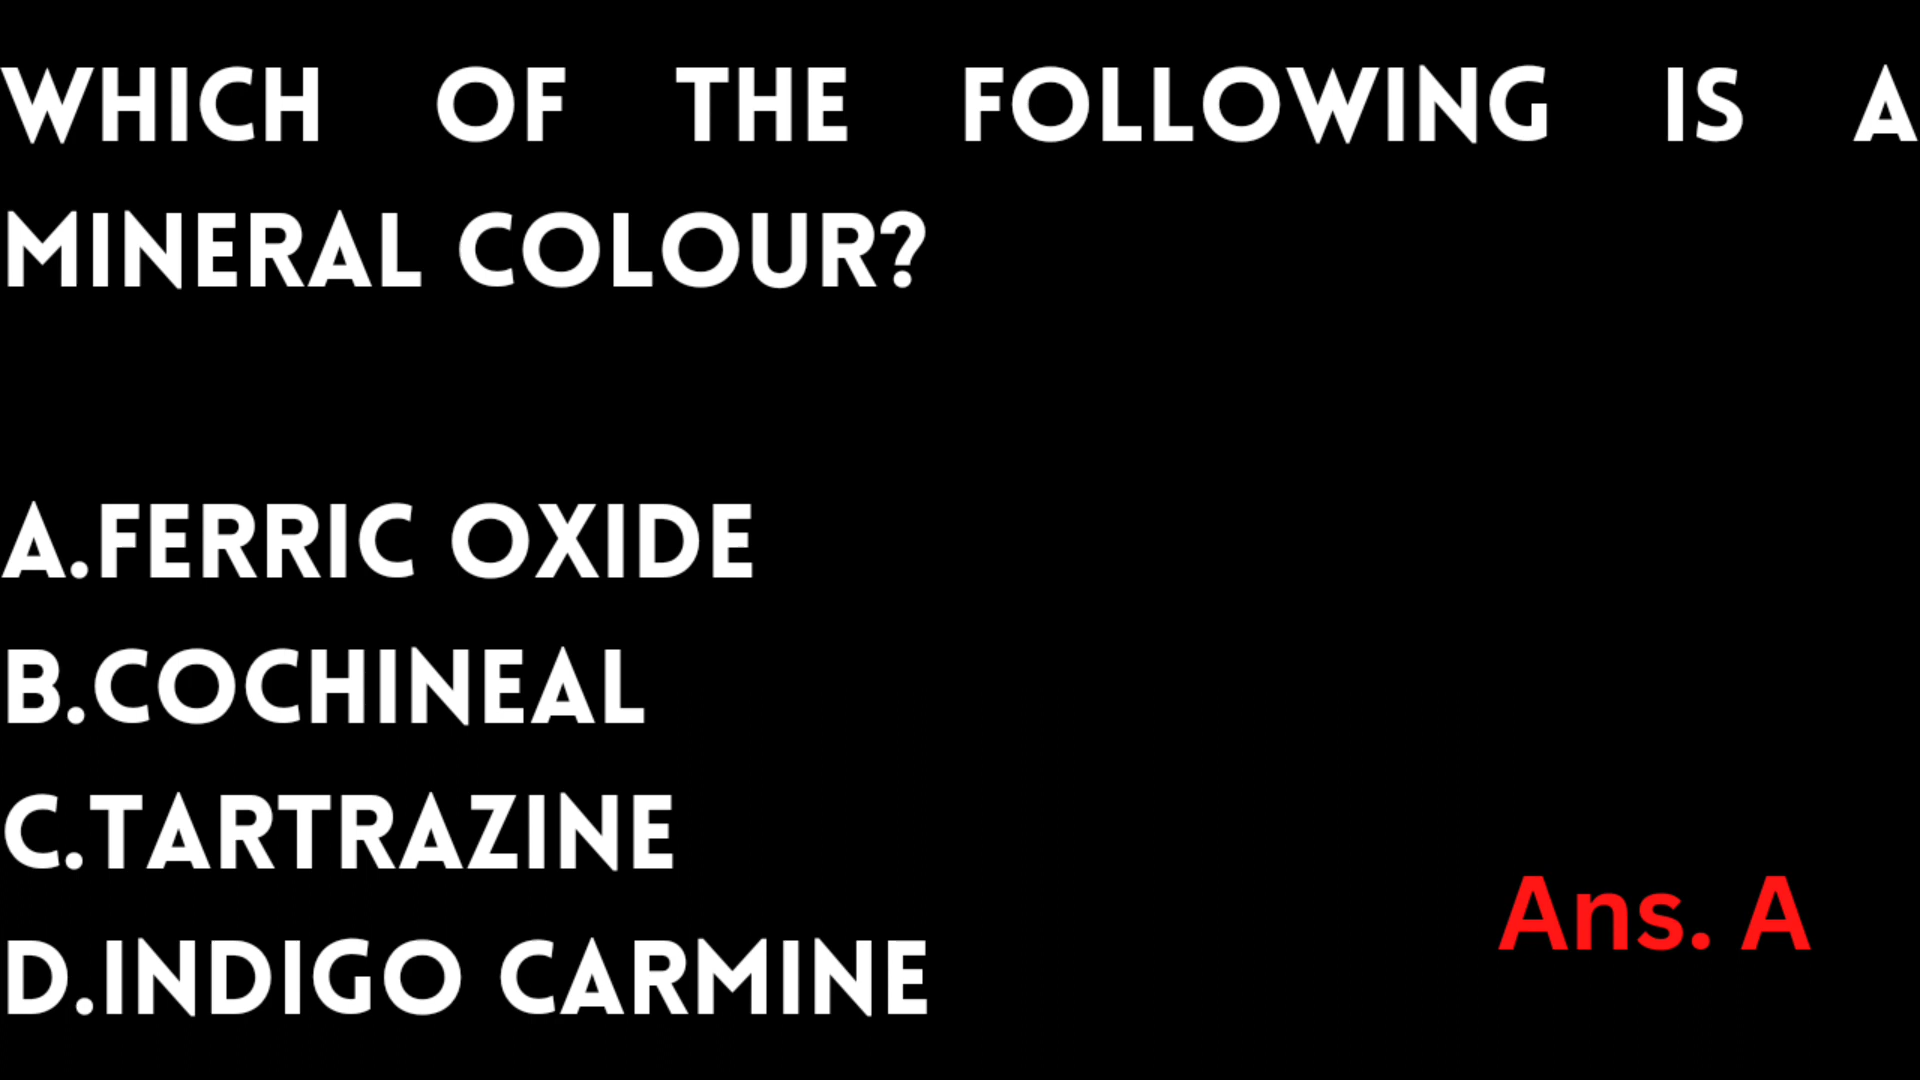 WHICH OF THE FOLLOWING IS A
MINERAL COLOUR?
A.FERRIC OXIDE
B.COCHINEAL
C.TARTRAZINE
D.INDIGO CARMINE
Ans. A